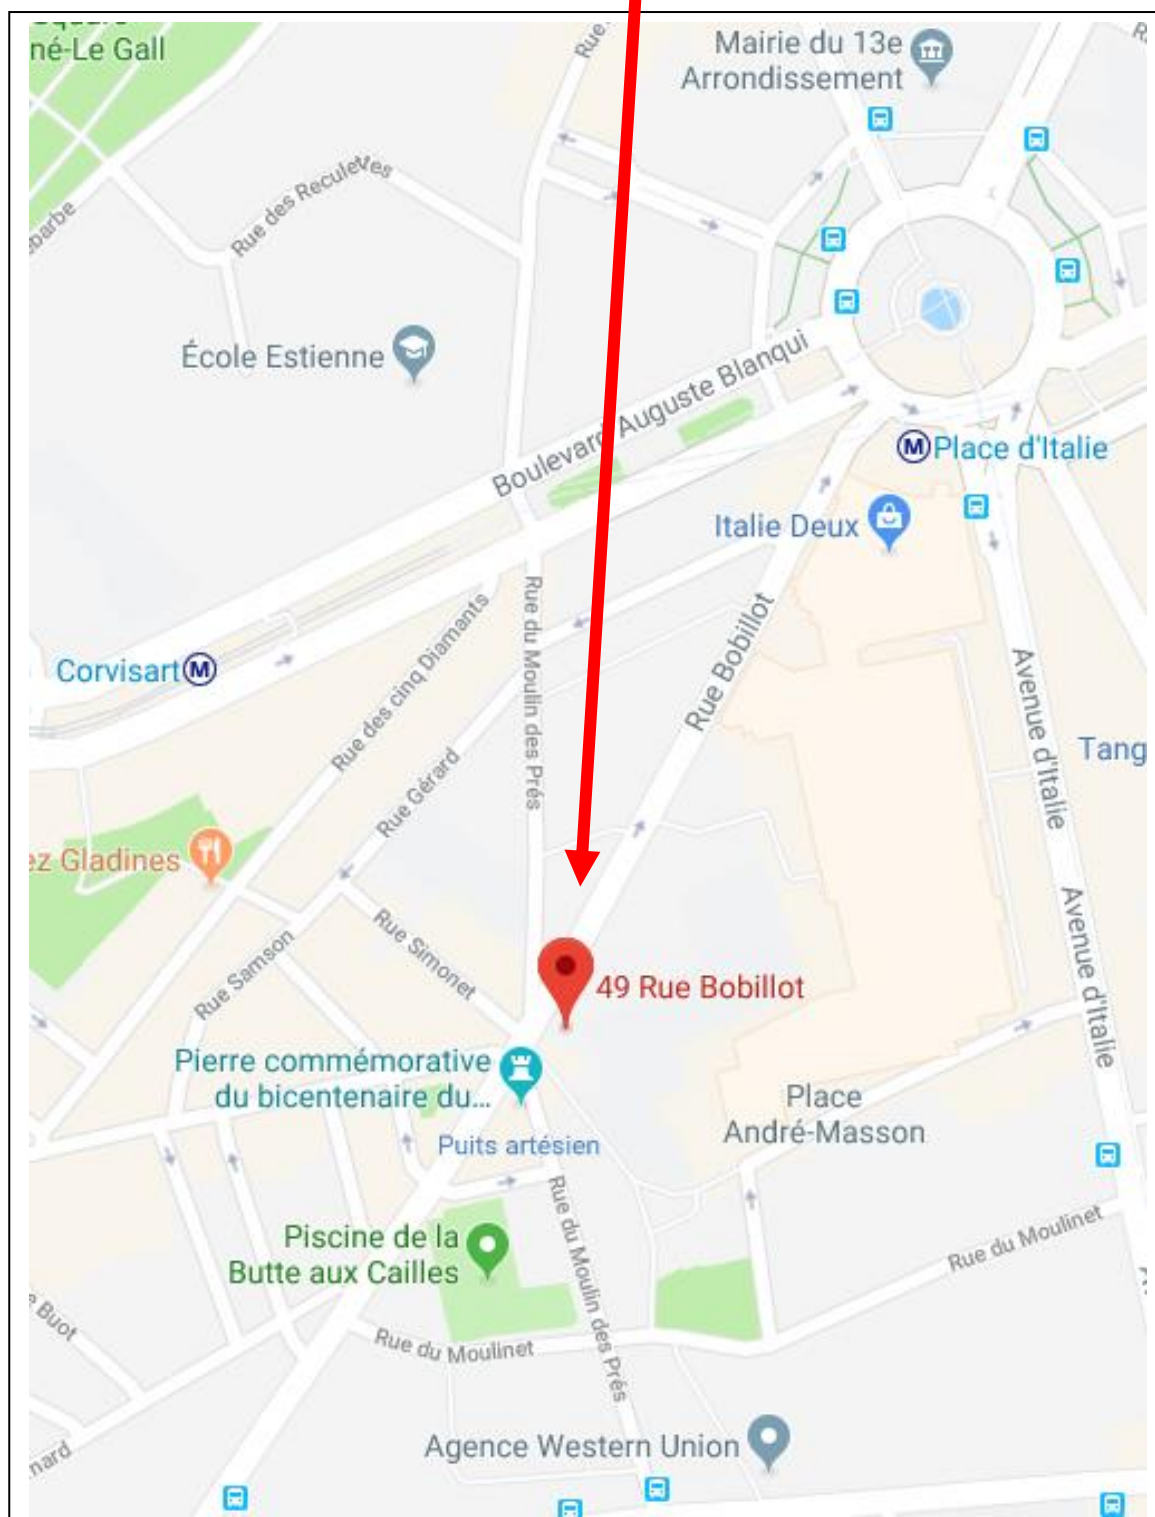 né-Le Gall
Rue
Mairie du 13e
Arrondissement
Rue des Reculettes
École Estienne
Boulevard Auguste Blanqui
M Place d'Italie
Italie Deux
Rue du Moulin des Prés
Rue des cinq Diamants
Rue Bobillot
Corvisart M
Avenue d'Italie
Tang
Rue Gérard
ez Gladines
Rue Simonet
Rue Samson
Avenue d'Italie
49 Rue Bobillot
Pierre commémorative
du bicentenaire du...
Place
André-Masson
Puits artésien
Rue du Moulin des Prés
Piscine de la
Butte aux Cailles
Rue du Moulinet
e Buot
Rue du Moulinet
Agence Western Union
nard